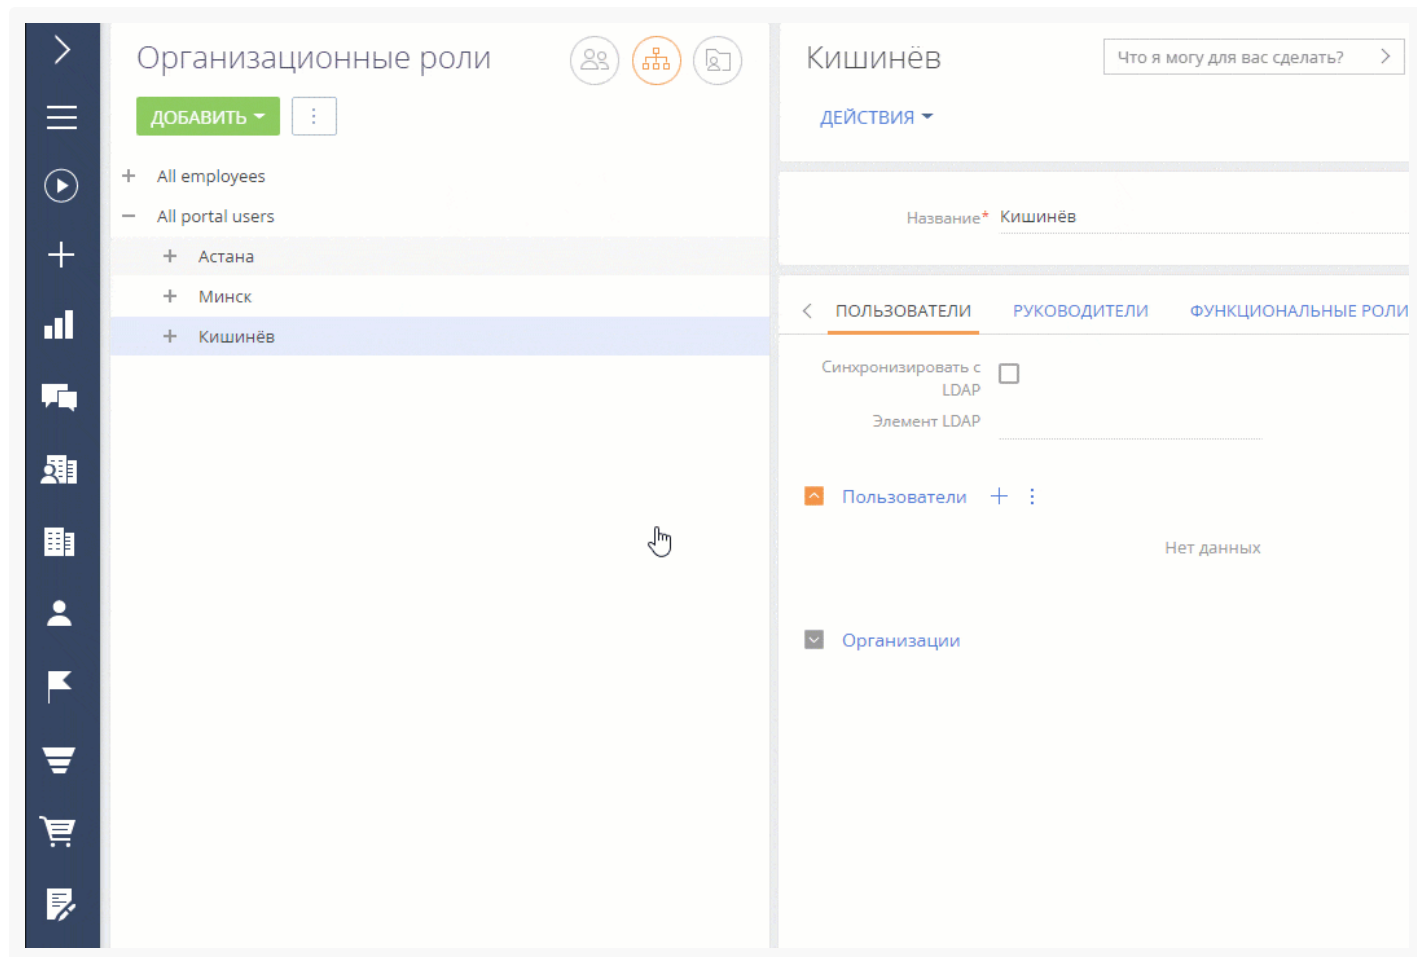 Организационные роли
ДОБАВИТЬ
All employees
All portal users
Астана
Минск
Кишинёв
Кишинёв
Что я могу для вас сделать?
ДЕЙСТВИЯ
Название* Кишинёв
ПОЛЬЗОВАТЕЛИ РУКОВОДИТЕЛИ ФУНКЦИОНАЛЬНЫЕ РОЛИ
Синхронизировать с
LDAP
Элемент LDAP
Пользователи
Нет данных
Организации